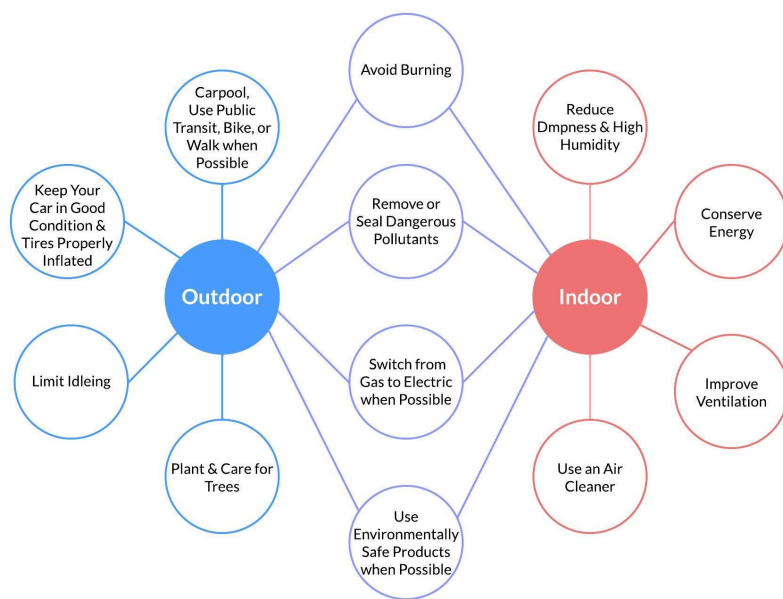 Avoid Burning
Carpool,
Use Public
Transit, Bike, or
Walk when
Possible
Reduce
Dmpness & High
Humidity
Keep Your
Car in Good
Condition &
Tires Properly
Inflated
Remove or
Seal Dangerous
Pollutants
Conserve
Energy
Outdoor
Indoor
Limit Idleing
Switch from
Gas to Electric
when Possible
Improve
Ventilation
Plant & Care for
Trees
Use an Air
Cleaner
Use
Environmentally
Safe Products
when Possible